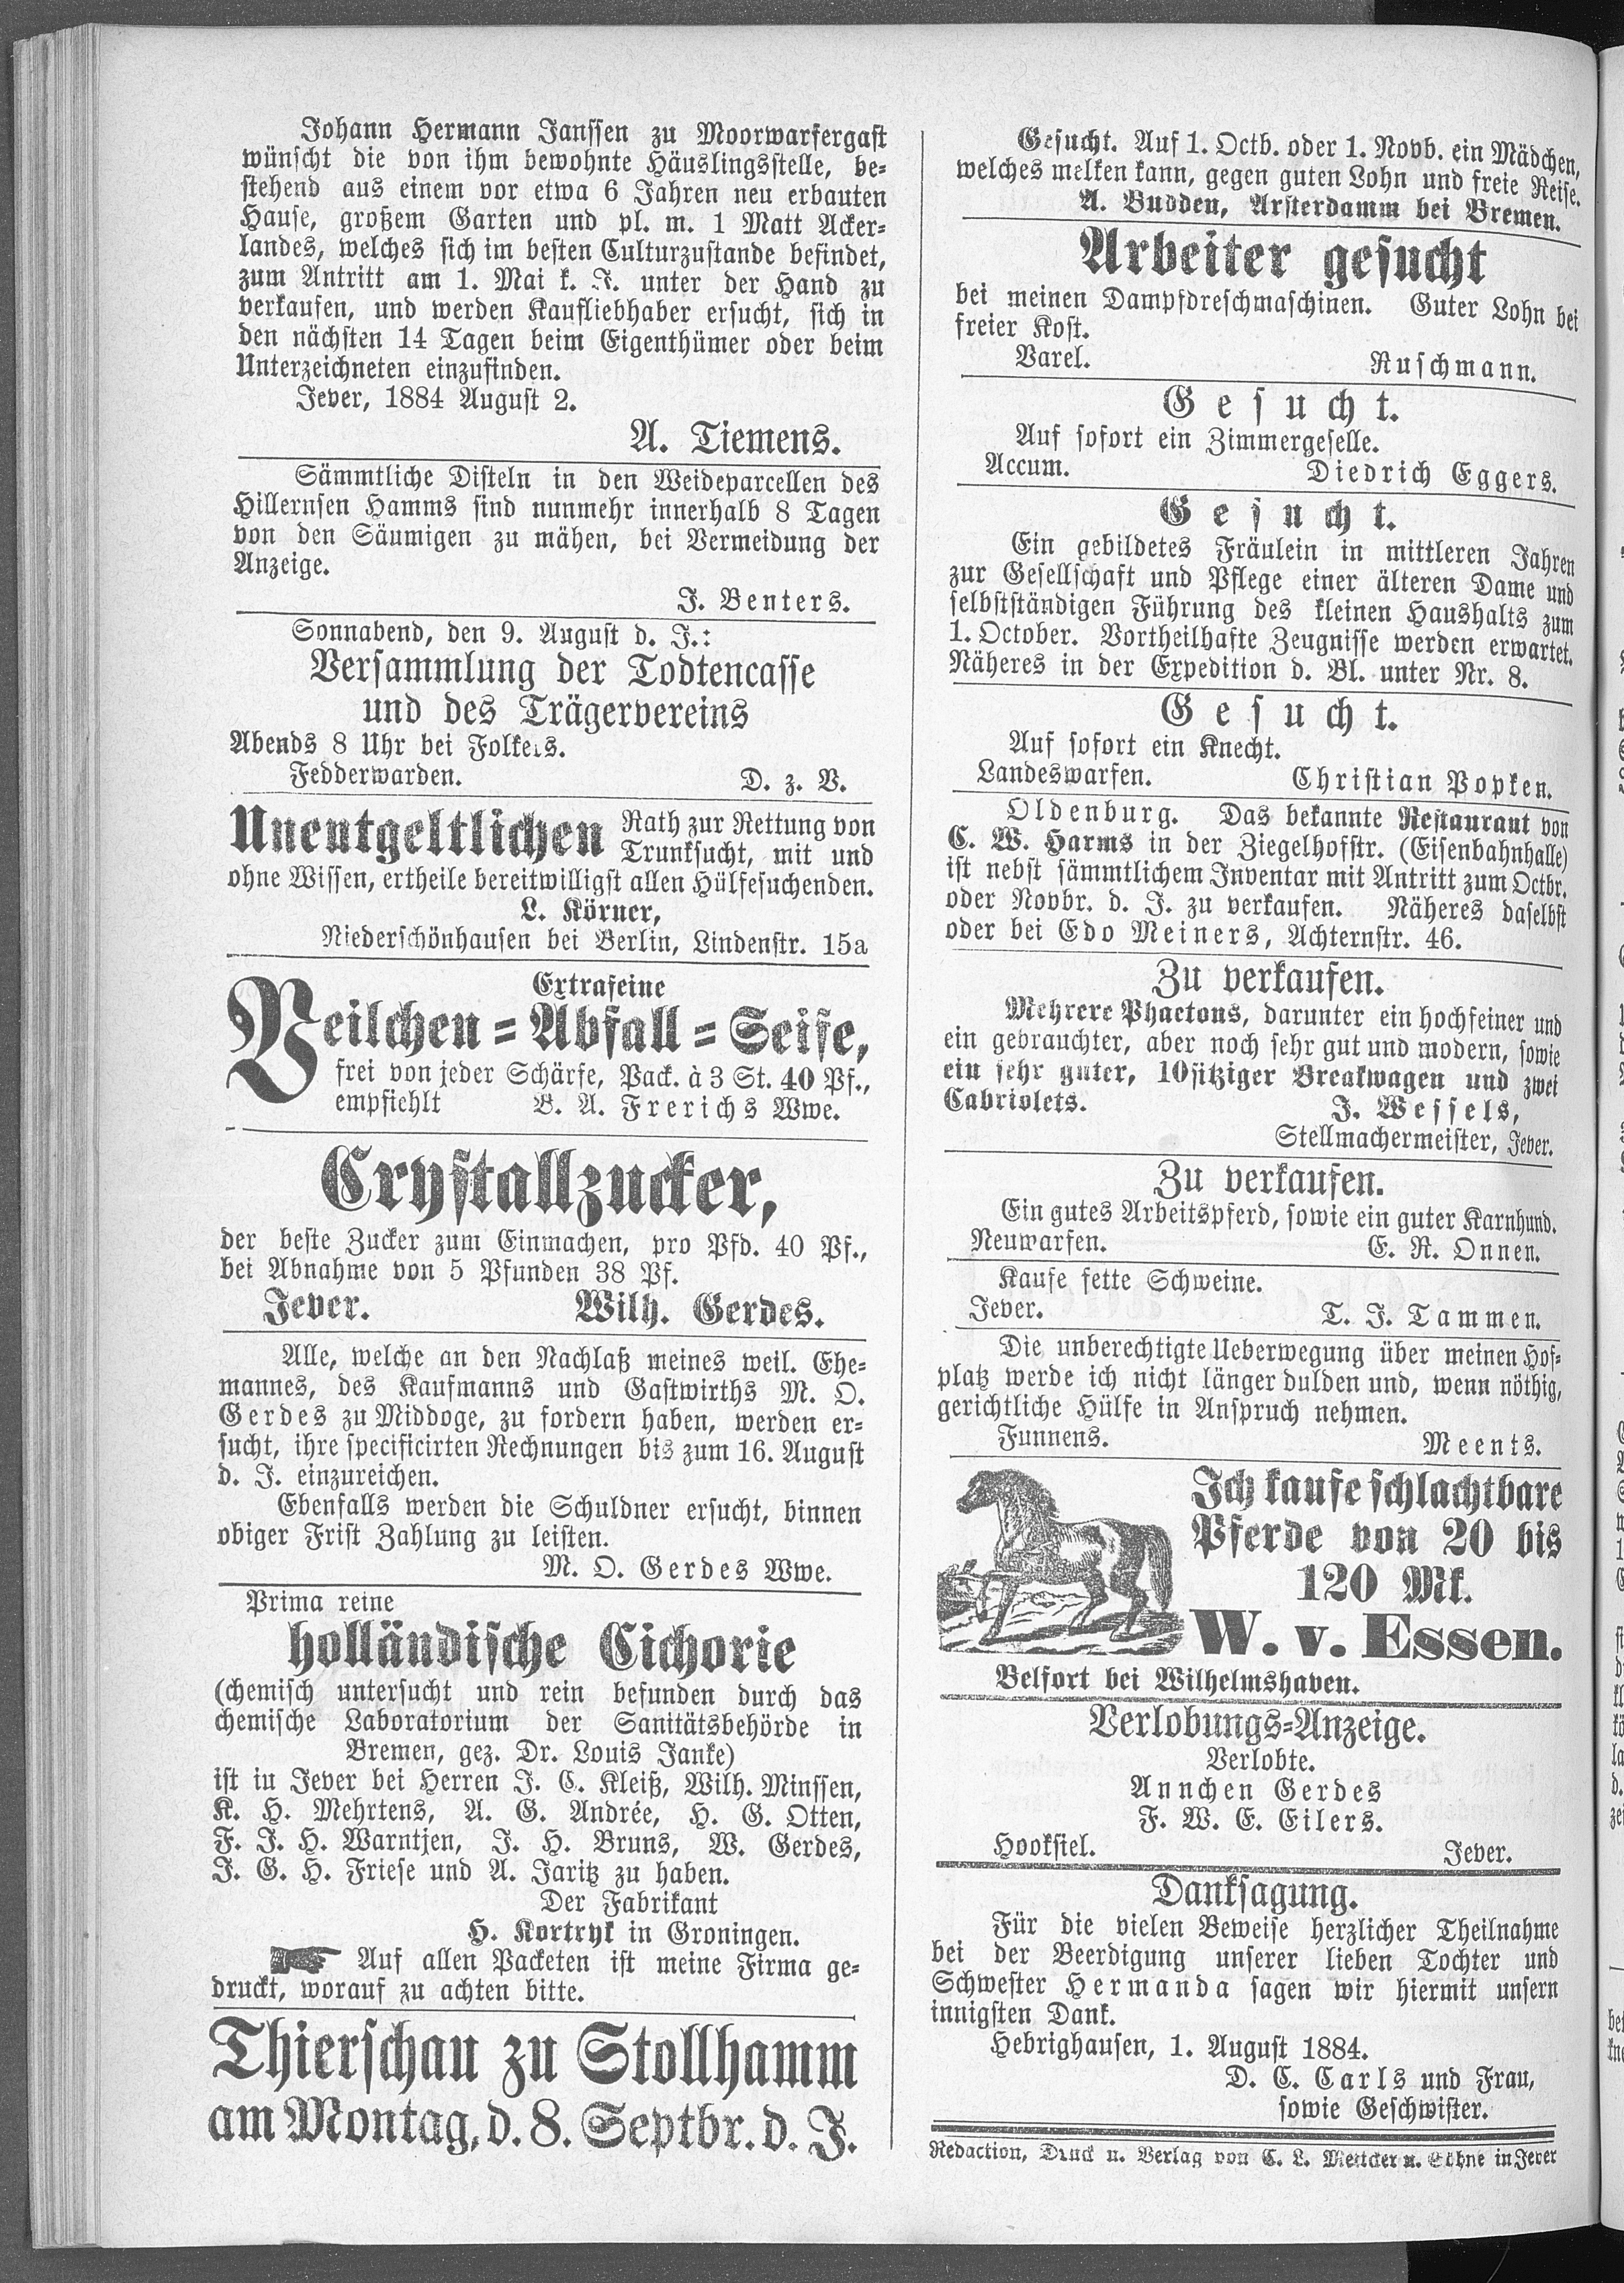 Johann Hermann Janssen zu Moorwarfergast
wünscht die von ihm bewohnte Häuslingsstelle, be-
stehend aus einem vor etwa 6 Jahren neu erbauten
Hause, großem Garten und pl. m. 1 Matt Acker-
landes, welches sich im besten Culturzustande befindet,
zum Antritt am 1. Mai k. J. unter der Hand zu
verkaufen, und werden Kaufliebhaber ersucht, sich in
den nächsten 14 Tagen beim Eigenthümer oder beim
Unterzeichneten einzufinden.
Jever, 1884 August 2.
A. Tiemens.
Sämmtliche Disteln in den Weideparcellen des
Hillernsen Hamms sind nunmehr innerhalb 8 Tagen
von den Säumigen zu mähen, bei Vermeidung der
Anzeige.
J. Benters.
Sonnabend, den 9. August d. J.:
Versammlung der Todtencasse
und des Trägervereins
Abends 8 Uhr bei Folkers.
Fedderwarden. D. z. V.
Unentgeltlichen Rath zur Rettung von
Trunksucht, mit und
ohne Wissen, ertheile bereitwilligst allen Hülfesuchenden.
L. Körner,
Niederschönhausen bei Berlin, Lindenstr. 15a
Extrafeine
Veilchen-Abfall-Seife,
frei von jeder Schärfe, Pack. à 3 St. 40 Pf.,
empfiehlt B. A. Frerichs Wwe.
Crystallzucker,
der beste Zucker zum Einmachen, pro Pfd. 40 Pf.,
bei Abnahme von 5 Pfunden 38 Pf.
Jever. Wilh. Gerdes.
Alle, welche an den Nachlaß meines weil. Ehe-
mannes, des Kaufmanns und Gastwirths M. O.
Gerdes zu Middoge, zu fordern haben, werden er-
sucht, ihre specificirten Rechnungen bis zum 16. August
d. J. einzureichen.
Ebenfalls werden die Schuldner ersucht, binnen
obiger Frist Zahlung zu leisten.
M. O. Gerdes Wwe.
Prima reine
holländische Cichorie
(chemisch untersucht und rein befunden durch das
chemische Laboratorium der Sanitätsbehörde in
Bremen, gez. Dr. Louis Janke)
ist in Jever bei Herren J. C. Kleiß, Wilh. Minssen,
K. H. Mehrtens, A. G. Andrée, H. G. Otten,
F. J. H. Warntjen, J. H. Bruns, W. Gerdes,
J. G. H. Friese und A. Jaritz zu haben.
Der Fabrikant
H. Kortryk in Groningen.
Auf allen Packeten ist meine Firma ge-
druckt, worauf zu achten bitte.
Thierschau zu Stollhamm
am Montag, d. 8. Septbr. d. J.
Gesucht. Auf 1. Octb. oder 1. Novb. ein Mädchen,
welches melken kann, gegen guten Lohn und freie Reise.
A. Budden, Arsterdamm bei Bremen.
Arbeiter gesucht
bei meinen Dampfdreschmaschinen. Guter Lohn bei
freier Kost.
Varel. Ruschmann.
Gesucht.
Auf sofort ein Zimmergeselle.
Accum. Diedrich Eggers.
Gesucht.
Ein gebildetes Fräulein in mittleren Jahren
zur Gesellschaft und Pflege einer älteren Dame und
selbstständigen Führung des kleinen Haushalts zum
1. October. Vortheilhafte Zeugnisse werden erwartet.
Näheres in der Expedition d. Bl. unter Nr. 8.
Gesucht.
Auf sofort ein Knecht.
Landeswarfen. Christian Popken.
Oldenburg. Das bekannte Restaurant von
C. W. Harms in der Ziegelhofstr. (Eisenbahnhalle)
ist nebst sämmtlichem Inventar mit Antritt zum Octbr.
oder Novbr. d. J. zu verkaufen. Näheres daselbst
oder bei Edo Meiners, Achternstr. 46.
Zu verkaufen.
Mehrere Phaetons, darunter ein hochfeiner und
ein gebrauchter, aber noch sehr gut und modern, sowie
ein sehr guter, 10sitziger Breakwagen und zwei
Cabriolets. J. Wessels,
Stellmachermeister, Jever.
Zu verkaufen.
Ein gutes Arbeitspferd, sowie ein guter Karnhund.
Neuwarfen. E. R. Onnen.
Kaufe fette Schweine.
Jever. T. J. Tammen.
Die unberechtigte Ueberwegung über meinen Hof-
platz werde ich nicht länger dulden und, wenn nöthig,
gerichtliche Hülfe in Anspruch nehmen.
Funnens. Meents.
Ich kaufe schlachtbare
Pferde von 20 bis
120 Mk.
W. v. Essen.
Belfort bei Wilhelmshaven.
Verlobungs-Anzeige.
Verlobte.
Annchen Gerdes
F. W. E. Eilers.
Hooksiel. Jever.
Danksagung.
Für die vielen Beweise herzlicher Theilnahme
bei der Beerdigung unserer lieben Tochter und
Schwester Hermanda sagen wir hiermit unsern
innigsten Dank.
Hebrighausen, 1. August 1884.
D. C. Carls und Frau,
sowie Geschwister.
Redaction, Druck u. Verlag von C. L. Mettcker u. Söhne in Jever